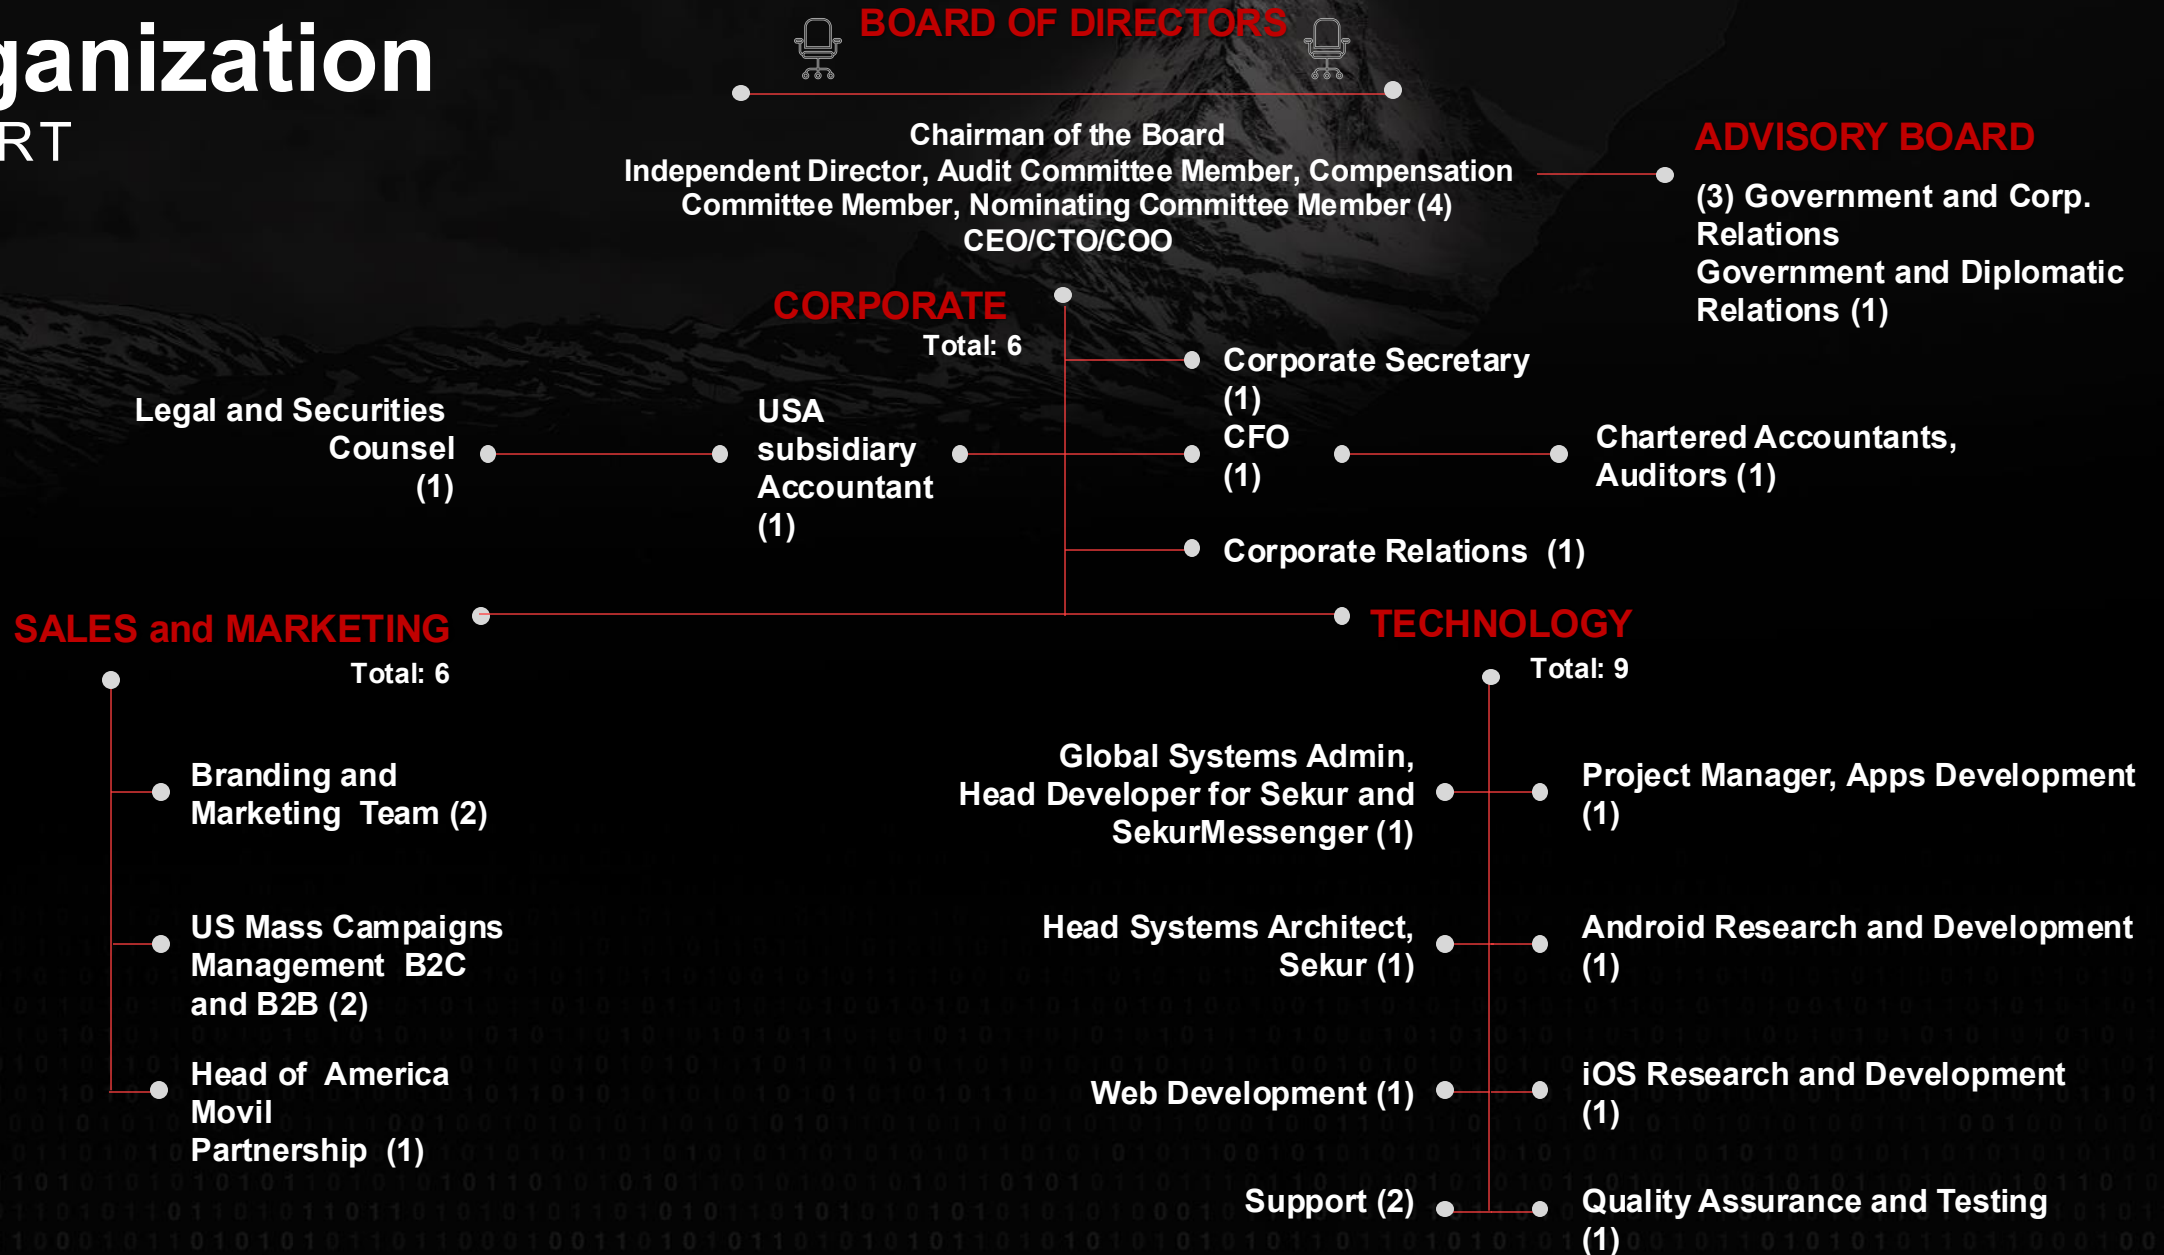 ganization
RT
BOARD OF DIRECTORS
Chairman of the Board
Independent Director, Audit Committee Member, Compensation
Committee Member, Nominating Committee Member (4)
CEO/CTO/COO
ADVISORY BOARD
(3) Government and Corp.
Relations
Government and Diplomatic
Relations (1)
CORPORATE
Total: 6
Legal and Securities
Counsel
(1)
USA
subsidiary
Accountant
(1)
Corporate Secretary
(1)
CFO
(1)
Chartered Accountants,
Auditors (1)
Corporate Relations (1)
SALES and MARKETING
Total: 6
Branding and
Marketing Team (2)
US Mass Campaigns
Management B2C
and B2B (2)
Head of America
Movil
Partnership (1)
TECHNOLOGY
Total: 9
Global Systems Admin,
Head Developer for Sekur and
SekurMessenger (1)
Project Manager, Apps Development
(1)
Head Systems Architect,
Sekur (1)
Android Research and Development
(1)
Web Development (1)
iOS Research and Development
(1)
Support (2)
Quality Assurance and Testing
(1)